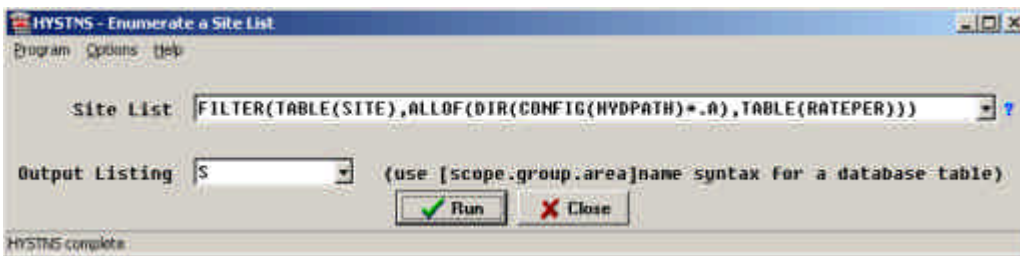 HYSTNS - Enumerate a Site List
Program Options Help
Site List FILTER(TABLE(SITE),ALLOF(DIR(CONFIG(HYDPATH)*.A),TABLE(RATEPER))) ?
Output Listing S (use [scope.group.area]name syntax for a database table)
Run Close
HYSTNS complete